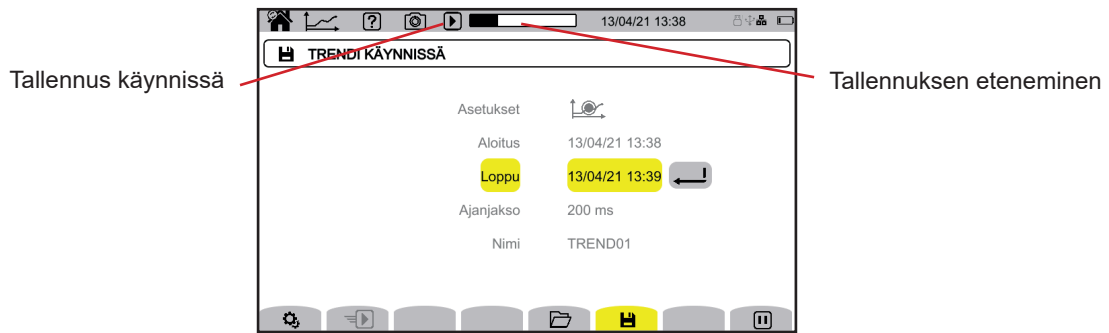 13/04/21 13:38
TRENDI KÄYNNISSÄ
Tallennus käynnissä
Tallennuksen eteneminen
Asetukset
Aloitus 13/04/21 13:38
Loppu 13/04/21 13:39
Ajanjakso 200 ms
Nimi TREND01